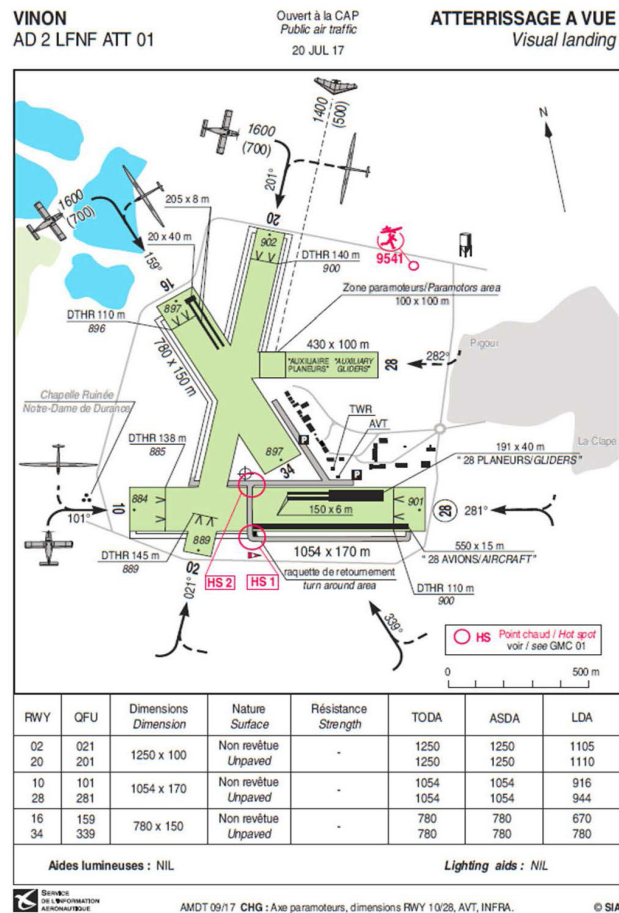 VINON
AD 2 LFNF ATT 01
Ouvert à la CAP
Public air traffic
20 JUL 17
ATTERRISSAGE A VUE
Visual landing
1600
(700)
201°
1400
(500)
N
1600
(700)
159°
205 x 8 m
20 x 40 m
20
902
DTHR 140 m
900
9541
16
897
DTHR 110 m
896
780 x 150 m
Zone paramoteurs/Paramotors area
100 x 100 m
430 x 100 m
"AUXILIAIRE PLANEURS" "AUXILIARY GLIDERS"
28
282°
Pigoui
Chapelle Ruinée
Notre-Dame de Durance
TWR
AVT
La-Clape
P
P
DTHR 138 m
885
897
34
191 x 40 m
"28 PLANEURS/GLIDERS"
10
884
101°
150 x 6 m
901
28
281°
889
DTHR 145 m
889
02
021°
HS 2
HS 1
1054 x 170 m
raquette de retournement
turn around area
550 x 15 m
"28 AVIONS/AIRCRAFT"
DTHR 110 m
900
339°
HS Point chaud / Hot spot
voir / see GMC 01
0 500 m
RWY QFU Dimensions Nature Résistance TODA ASDA LDA
Dimension Surface Strength
02 021 1250 x 100 Non revêtue - 1250 1250 1105
20 201 Unpaved 1250 1250 1110
10 101 1054 x 170 Non revêtue - 1054 1054 916
28 281 Unpaved 1054 1054 944
16 159 780 x 150 Non revêtue - 780 780 670
34 339 Unpaved 780 780 780
Aides lumineuses : NIL Lighting aids : NIL
SERVICE
DE L'INFORMATION
AERONAUTIQUE
AMDT 09/17 CHG : Axe paramoteurs, dimensions RWY 10/28, AVT, INFRA.
© SIA